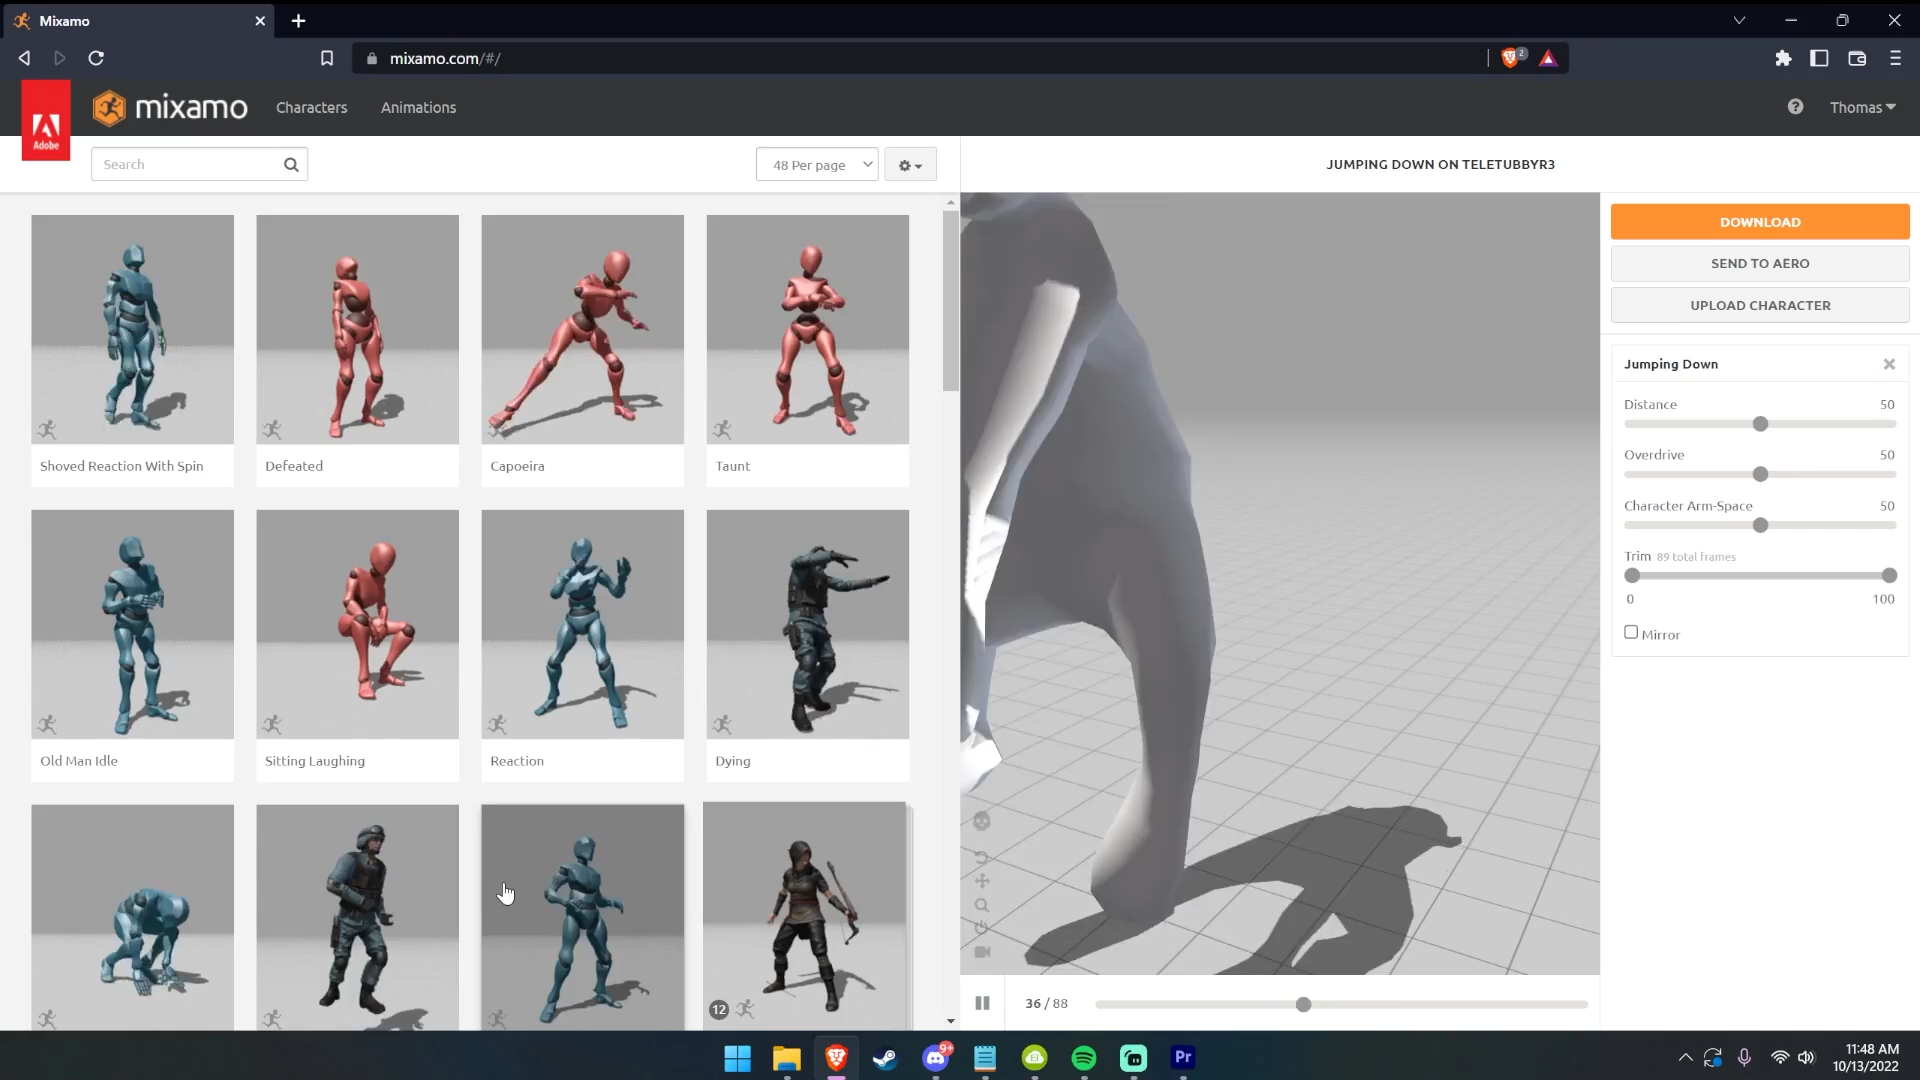 Mixamo
mixamo.com/#/
2
Adobe
mixamo
Characters
Animations
Thomas
Search
48 Per page
JUMPING DOWN ON TELETUBBYR3
DOWNLOAD
SEND TO AERO
UPLOAD CHARACTER
Shoved Reaction With Spin
Defeated
Capoeira
Taunt
Jumping Down
Distance 50
Overdrive 50
Character Arm-Space 50
Trim 89 total frames
0 100
Mirror
Old Man Idle
Sitting Laughing
Reaction
Dying
12
36 / 88
9+
Pr
11:48 AM
10/13/2022